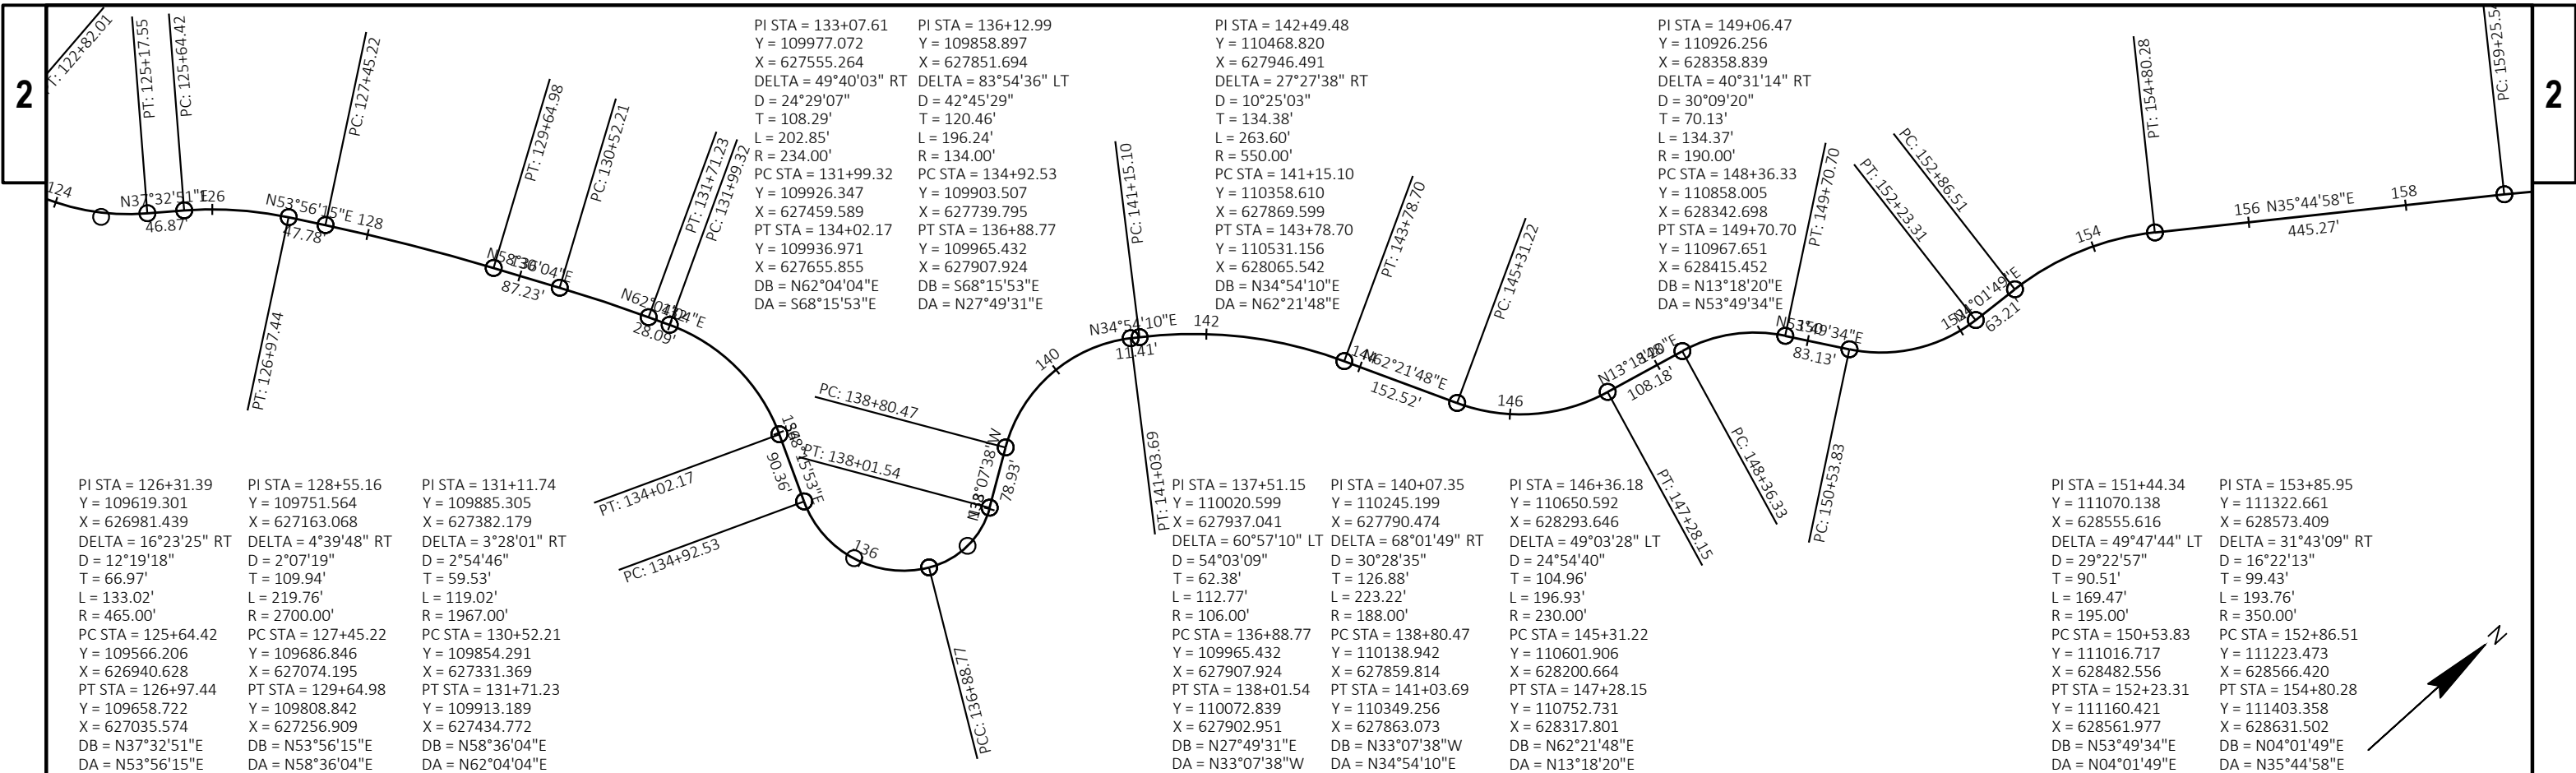 2
2
PT: 122+82.01
PT: 125+17.55
PC: 125+64.42
PC: 127+45.22
PT: 126+97.44
PT: 129+64.98
PC: 130+52.21
PT: 131+71.23
PC: 131+99.32
PT: 134+02.17
PC: 134+92.53
PCC: 136+88.77
PT: 138+01.54
PC: 138+80.47
PT: 141+03.69
PC: 141+15.10
PT: 143+78.70
PC: 145+31.22
PT: 147+28.15
PC: 148+36.33
PT: 149+70.70
PC: 150+53.83
PT: 152+23.31
PC: 152+86.51
PT: 154+80.28
PC: 159+25.5
124
N37°32'51"E
46.87'
126
N53°56'15"E
47.78'
128
N58°36'04"E
130
87.23'
N62°04'04"E
132
28.09'
134
S68°15'53"E
90.36'
136
138
N33°07'38"W
78.93'
140
N34°54'10"E
11.41'
142
144
N62°21'48"E
152.52'
146
N13°18'20"E
148
108.18'
N53°49'34"E
150
83.13'
152
N04°01'49"E
63.21'
154
156
N35°44'58"E
445.27'
158
PI STA = 133+07.61
Y = 109977.072
X = 627555.264
DELTA = 49°40'03" RT
D = 24°29'07"
T = 108.29'
L = 202.85'
R = 234.00'
PC STA = 131+99.32
Y = 109926.347
X = 627459.589
PT STA = 134+02.17
Y = 109936.971
X = 627655.855
DB = N62°04'04"E
DA = S68°15'53"E
PI STA = 136+12.99
Y = 109858.897
X = 627851.694
DELTA = 83°54'36" LT
D = 42°45'29"
T = 120.46'
L = 196.24'
R = 134.00'
PC STA = 134+92.53
Y = 109903.507
X = 627739.795
PT STA = 136+88.77
Y = 109965.432
X = 627907.924
DB = S68°15'53"E
DA = N27°49'31"E
PI STA = 142+49.48
Y = 110468.820
X = 627946.491
DELTA = 27°27'38" RT
D = 10°25'03"
T = 134.38'
L = 263.60'
R = 550.00'
PC STA = 141+15.10
Y = 110358.610
X = 627869.599
PT STA = 143+78.70
Y = 110531.156
X = 628065.542
DB = N34°54'10"E
DA = N62°21'48"E
PI STA = 149+06.47
Y = 110926.256
X = 628358.839
DELTA = 40°31'14" RT
D = 30°09'20"
T = 70.13'
L = 134.37'
R = 190.00'
PC STA = 148+36.33
Y = 110858.005
X = 628342.698
PT STA = 149+70.70
Y = 110967.651
X = 628415.452
DB = N13°18'20"E
DA = N53°49'34"E
PI STA = 126+31.39
Y = 109619.301
X = 626981.439
DELTA = 16°23'25" RT
D = 12°19'18"
T = 66.97'
L = 133.02'
R = 465.00'
PC STA = 125+64.42
Y = 109566.206
X = 626940.628
PT STA = 126+97.44
Y = 109658.722
X = 627035.574
DB = N37°32'51"E
DA = N53°56'15"E
PI STA = 128+55.16
Y = 109751.564
X = 627163.068
DELTA = 4°39'48" RT
D = 2°07'19"
T = 109.94'
L = 219.76'
R = 2700.00'
PC STA = 127+45.22
Y = 109686.846
X = 627074.195
PT STA = 129+64.98
Y = 109808.842
X = 627256.909
DB = N53°56'15"E
DA = N58°36'04"E
PI STA = 131+11.74
Y = 109885.305
X = 627382.179
DELTA = 3°28'01" RT
D = 2°54'46"
T = 59.53'
L = 119.02'
R = 1967.00'
PC STA = 130+52.21
Y = 109854.291
X = 627331.369
PT STA = 131+71.23
Y = 109913.189
X = 627434.772
DB = N58°36'04"E
DA = N62°04'04"E
PI STA = 137+51.15
Y = 110020.599
X = 627937.041
DELTA = 60°57'10" LT
D = 54°03'09"
T = 62.38'
L = 112.77'
R = 106.00'
PC STA = 136+88.77
Y = 109965.432
X = 627907.924
PT STA = 138+01.54
Y = 110072.839
X = 627902.951
DB = N27°49'31"E
DA = N33°07'38"W
PI STA = 140+07.35
Y = 110245.199
X = 627790.474
DELTA = 68°01'49" RT
D = 30°28'35"
T = 126.88'
L = 223.22'
R = 188.00'
PC STA = 138+80.47
Y = 110138.942
X = 627859.814
PT STA = 141+03.69
Y = 110349.256
X = 627863.073
DB = N33°07'38"W
DA = N34°54'10"E
PI STA = 146+36.18
Y = 110650.592
X = 628293.646
DELTA = 49°03'28" LT
D = 24°54'40"
T = 104.96'
L = 196.93'
R = 230.00'
PC STA = 145+31.22
Y = 110601.906
X = 628200.664
PT STA = 147+28.15
Y = 110752.731
X = 628317.801
DB = N62°21'48"E
DA = N13°18'20"E
PI STA = 151+44.34
Y = 111070.138
X = 628555.616
DELTA = 49°47'44" LT
D = 29°22'57"
T = 90.51'
L = 169.47'
R = 195.00'
PC STA = 150+53.83
Y = 111016.717
X = 628482.556
PT STA = 152+23.31
Y = 111160.421
X = 628561.977
DB = N53°49'34"E
DA = N04°01'49"E
PI STA = 153+85.95
Y = 111322.661
X = 628573.409
DELTA = 31°43'09" RT
D = 16°22'13"
T = 99.43'
L = 193.76'
R = 350.00'
PC STA = 152+86.51
Y = 111223.473
X = 628566.420
PT STA = 154+80.28
Y = 111403.358
X = 628631.502
DB = N04°01'49"E
DA = N35°44'58"E
N